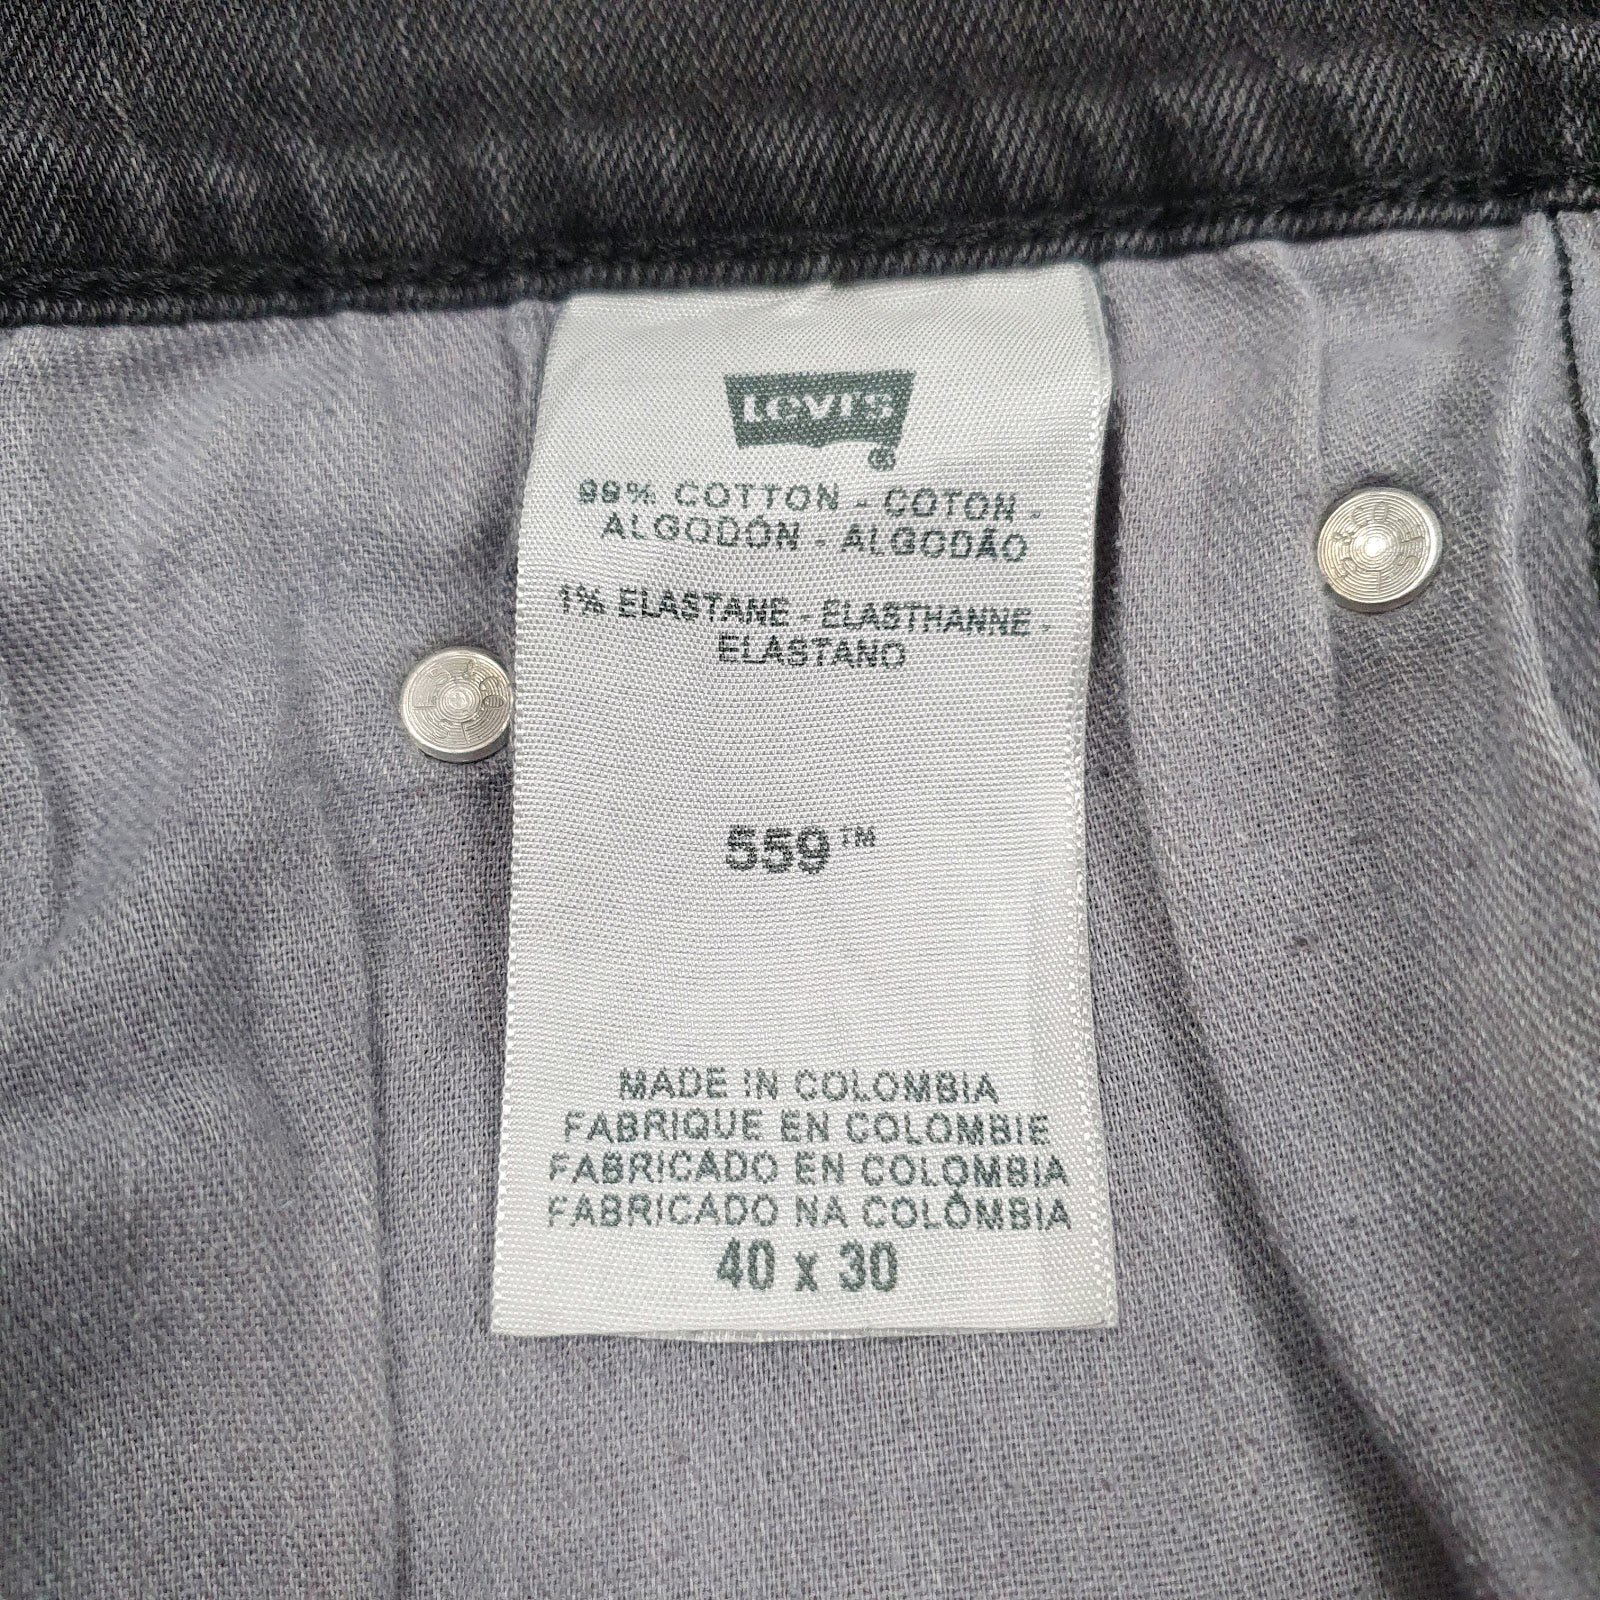 Levi's
®
99% COTTON - COTON -
ALGODÓN - ALGODÃO
1% ELASTANE - ELASTHANNE -
ELASTANO
559™
MADE IN COLOMBIA
FABRIQUE EN COLOMBIE
FABRICADO EN COLOMBIA
FABRICADO NA COLÔMBIA
40 x 30